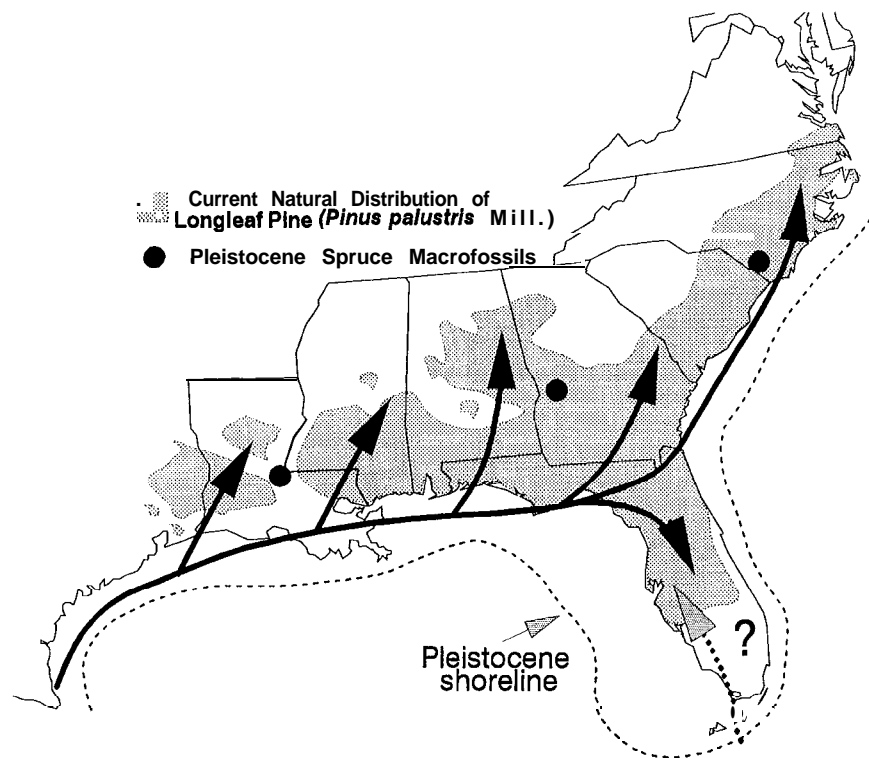 Current Natural Distribution of
Longleaf Pine (Pinus palustris Mill.)
Pleistocene Spruce Macrofossils
?
Pleistocene
shoreline